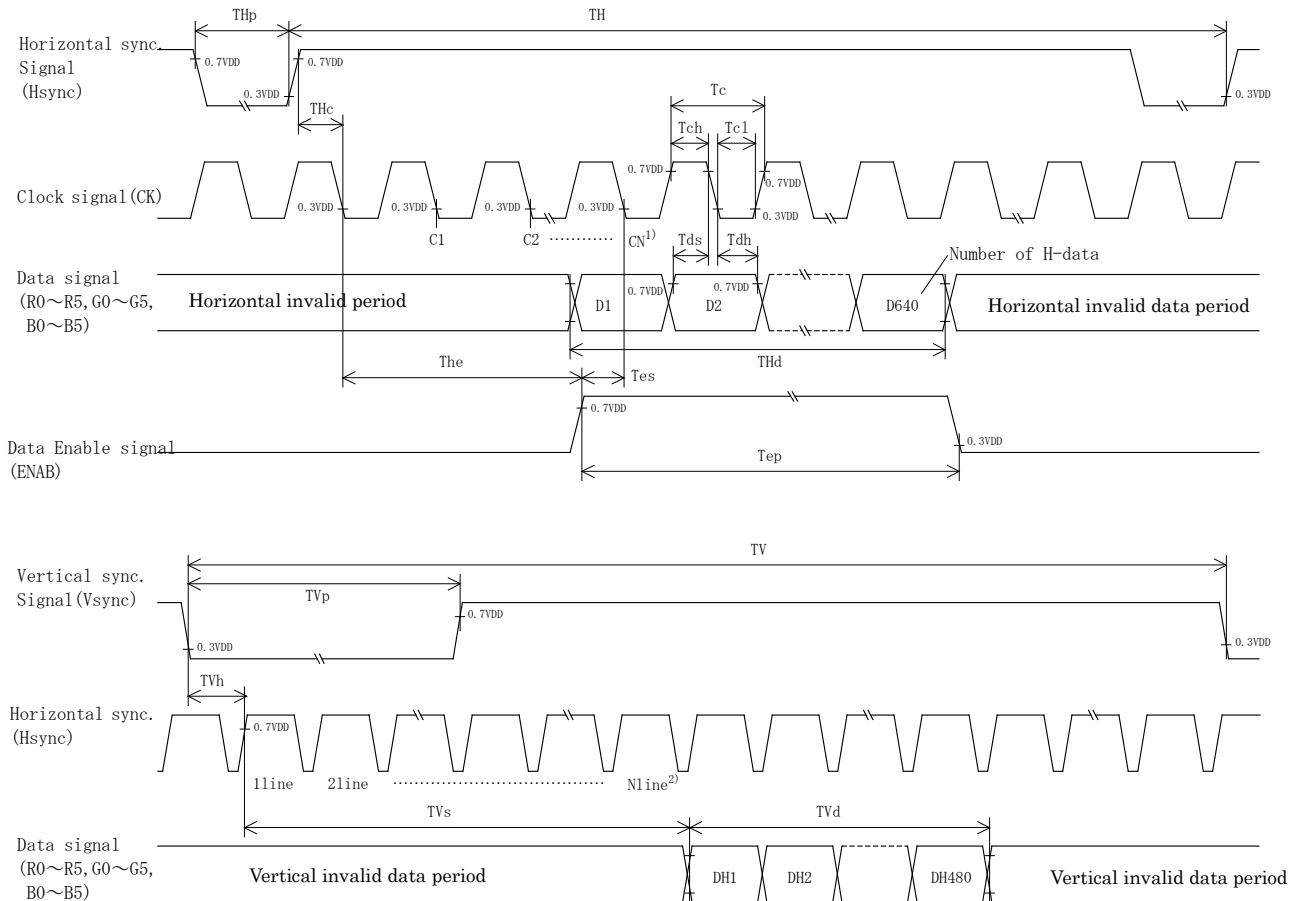 THp
TH
Horizontal sync.
Signal
(Hsync)
0.7VDD
0.7VDD
0.3VDD
0.3VDD
THc
Tc
Tch
Tcl
Clock signal(CK)
0.7VDD
0.7VDD
0.3VDD
0.3VDD
0.3VDD
0.3VDD
0.3VDD
C1
C2
............
CN1)
Tds
Tdh
Number of H-data
Data signal
(R0～R5,G0～G5,
B0～B5)
Horizontal invalid period
D1
0.7VDD
D2
0.7VDD
D640
Horizontal invalid data period
The
Tes
THd
0.7VDD
Data Enable signal
(ENAB)
0.3VDD
Tep
TV
Vertical sync.
Signal(Vsync)
TVp
0.7VDD
0.3VDD
0.3VDD
TVh
Horizontal sync.
(Hsync)
0.7VDD
1line
2line
............................
Nline2)
TVs
TVd
Data signal
(R0～R5,G0～G5,
B0～B5)
Vertical invalid data period
DH1
DH2
DH480
Vertical invalid data period